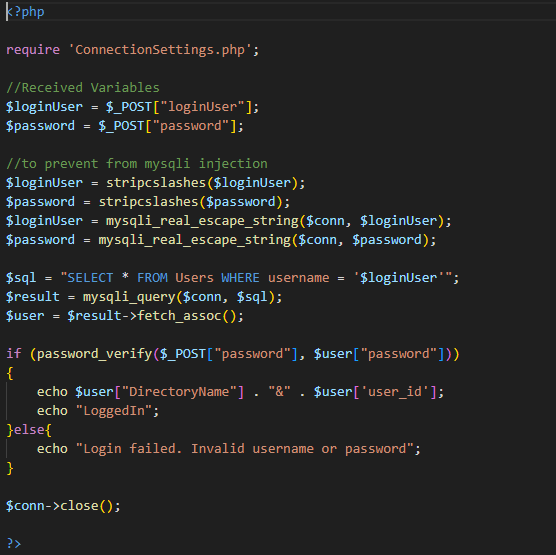 <?php
require 'ConnectionSettings.php';
//Received Variables
$loginUser = $_POST["loginUser"];
$password = $_POST["password"];
//to prevent from mysqli injection
$loginUser = stripcslashes($loginUser);
$password = stripcslashes($password);
$loginUser = mysqli_real_escape_string($conn, $loginUser);
$password = mysqli_real_escape_string($conn, $password);
$sql = "SELECT * FROM Users WHERE username = '$loginUser'";
$result = mysqli_query($conn, $sql);
$user = $result->fetch_assoc();
if (password_verify($_POST["password"], $user["password"]))
{
    echo $user["DirectoryName"] . "&" . $user['user_id'];
    echo "LoggedIn";
}else{
    echo "Login failed. Invalid username or password";
}
$conn->close();
?>